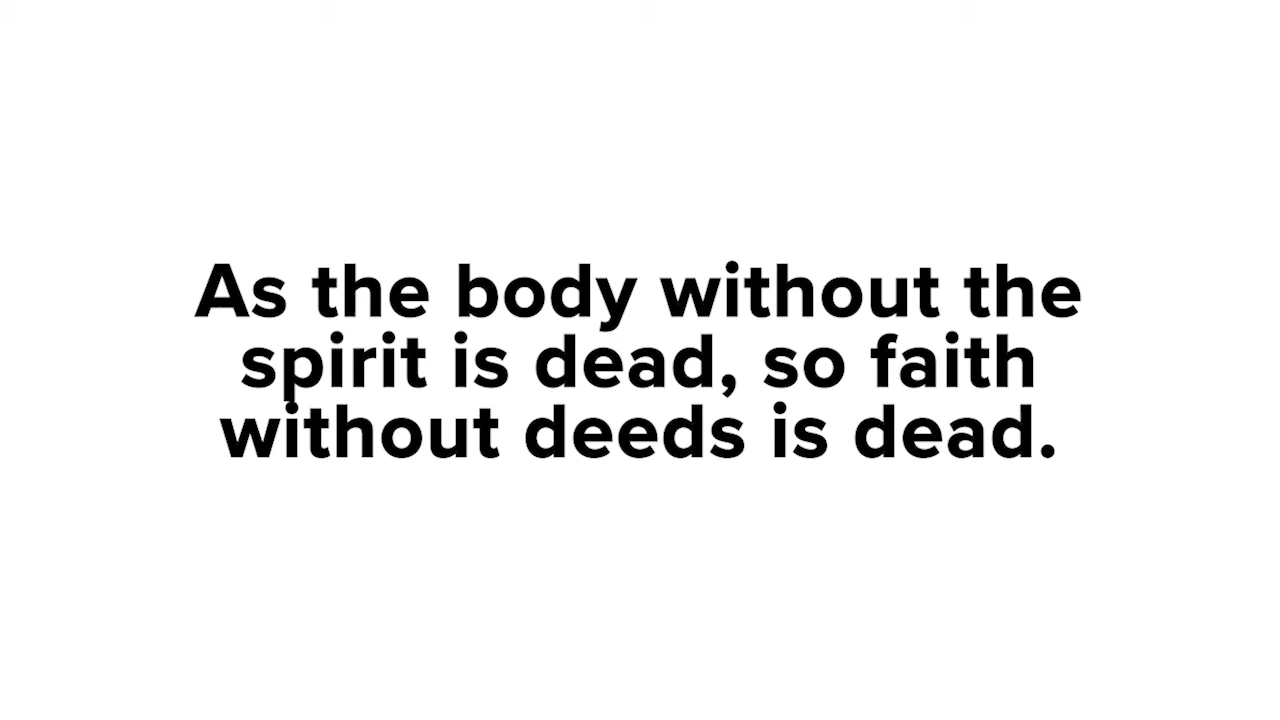 As the body without the
spirit is dead, so faith
without deeds is dead.